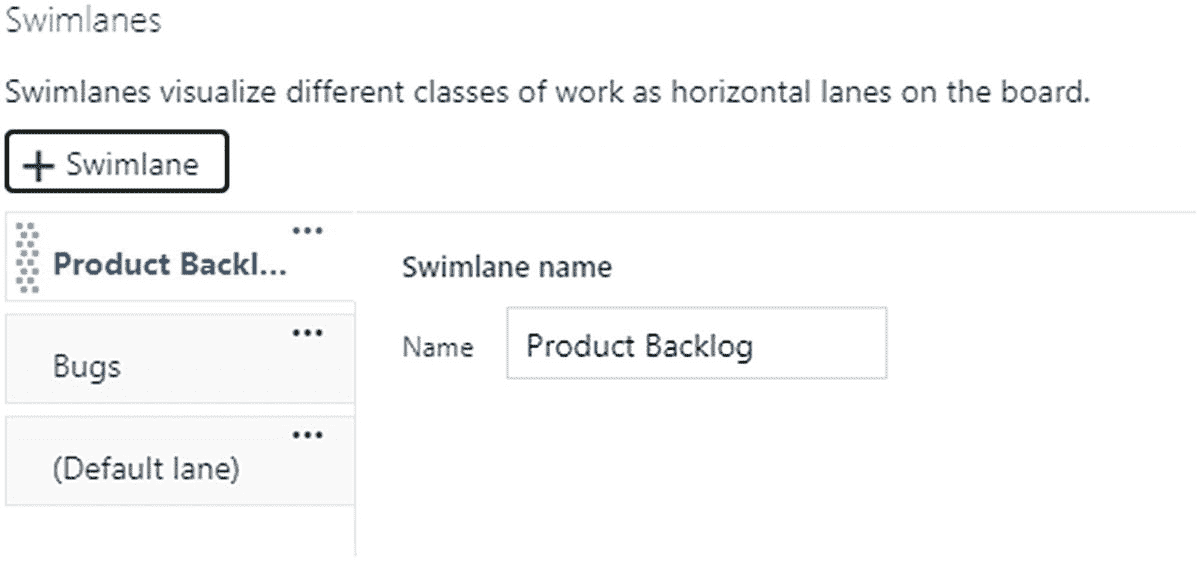 Swimlanes
Swimlanes visualize different classes of work as horizontal lanes on the board.
+ Swimlane
Product Backl...
Bugs
(Default lane)
Swimlane name
Name Product Backlog